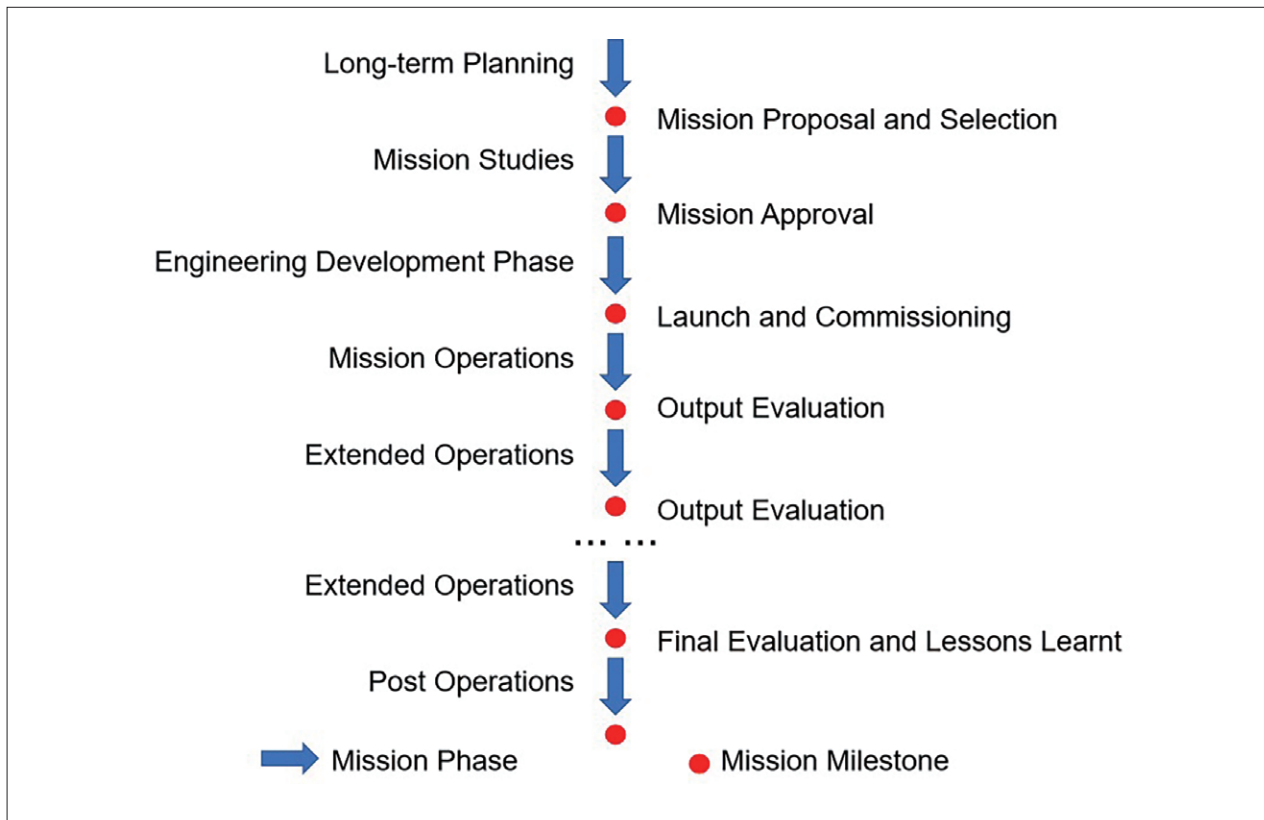 Long-term Planning
Mission Proposal and Selection
Mission Studies
Mission Approval
Engineering Development Phase
Launch and Commissioning
Mission Operations
Output Evaluation
Extended Operations
Output Evaluation
... ...
Extended Operations
Final Evaluation and Lessons Learnt
Post Operations
Mission Phase
Mission Milestone